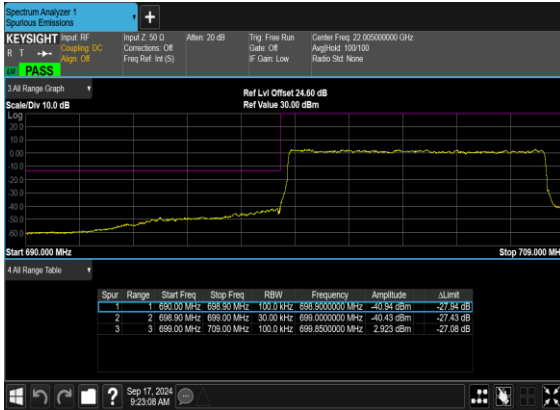 Spectrum Analyzer 1
Spurious Emissions
+
KEYSIGHT Input: RF Input Z: 50 Ω Atten: 20 dB Trig: Free Run Center Freq: 22.005000000 GHz
R T Coupling: DC Corrections: Off Gate: Off Avg|Hold: 100/100
Align: Off Freq Ref: Int (S) IF Gain: Low Radio Std: None
PASS
3 All Range Graph
Ref Lvl Offset 24.60 dB
Scale/Div 10.0 dB Ref Value 30.00 dBm
Log
20.0
10.0
0.00
-10.0
-20.0
-30.0
-40.0
-50.0
-60.0
Start 690.000 MHz Stop 709.000 MH
4 All Range Table
Spur Range Start Freq Stop Freq RBW Frequency Amplitude ΔLimit
1 1 690.00 MHz 698.90 MHz 100.0 kHz 698.9000000 MHz -40.94 dBm -27.94 dB
2 2 698.90 MHz 699.00 MHz 30.00 kHz 699.0000000 MHz -40.43 dBm -27.43 dB
3 3 699.00 MHz 709.00 MHz 100.0 kHz 699.8500000 MHz 2.923 dBm -27.08 dB
?
Sep 17, 2024
9:23:08 AM